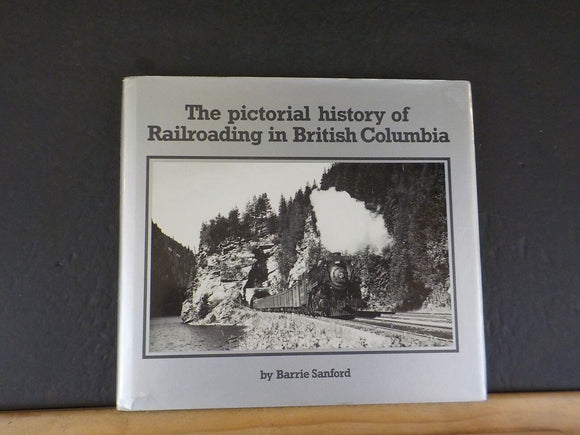 The pictorial history of
Railroading in British Columbia
by Barrie Sanford